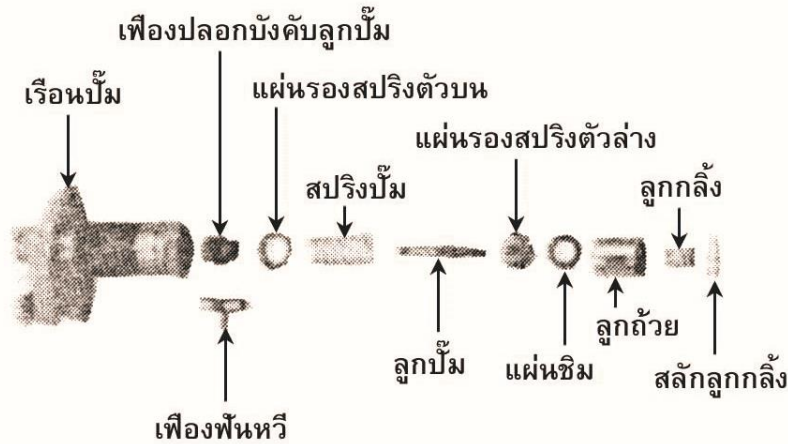 เฟืองปลอกบังคับลูกปั๊ม
เรือนปั๊ม
แผ่นรองสปริงตัวบน
แผ่นรองสปริงตัวล่าง
สปริงปั๊ม
ลูกกลิ้ง
ลูกถ้วย
ลูกปั๊ม
แผ่นชิม
สลักลูกกลิ้ง
เฟืองฟันหวี